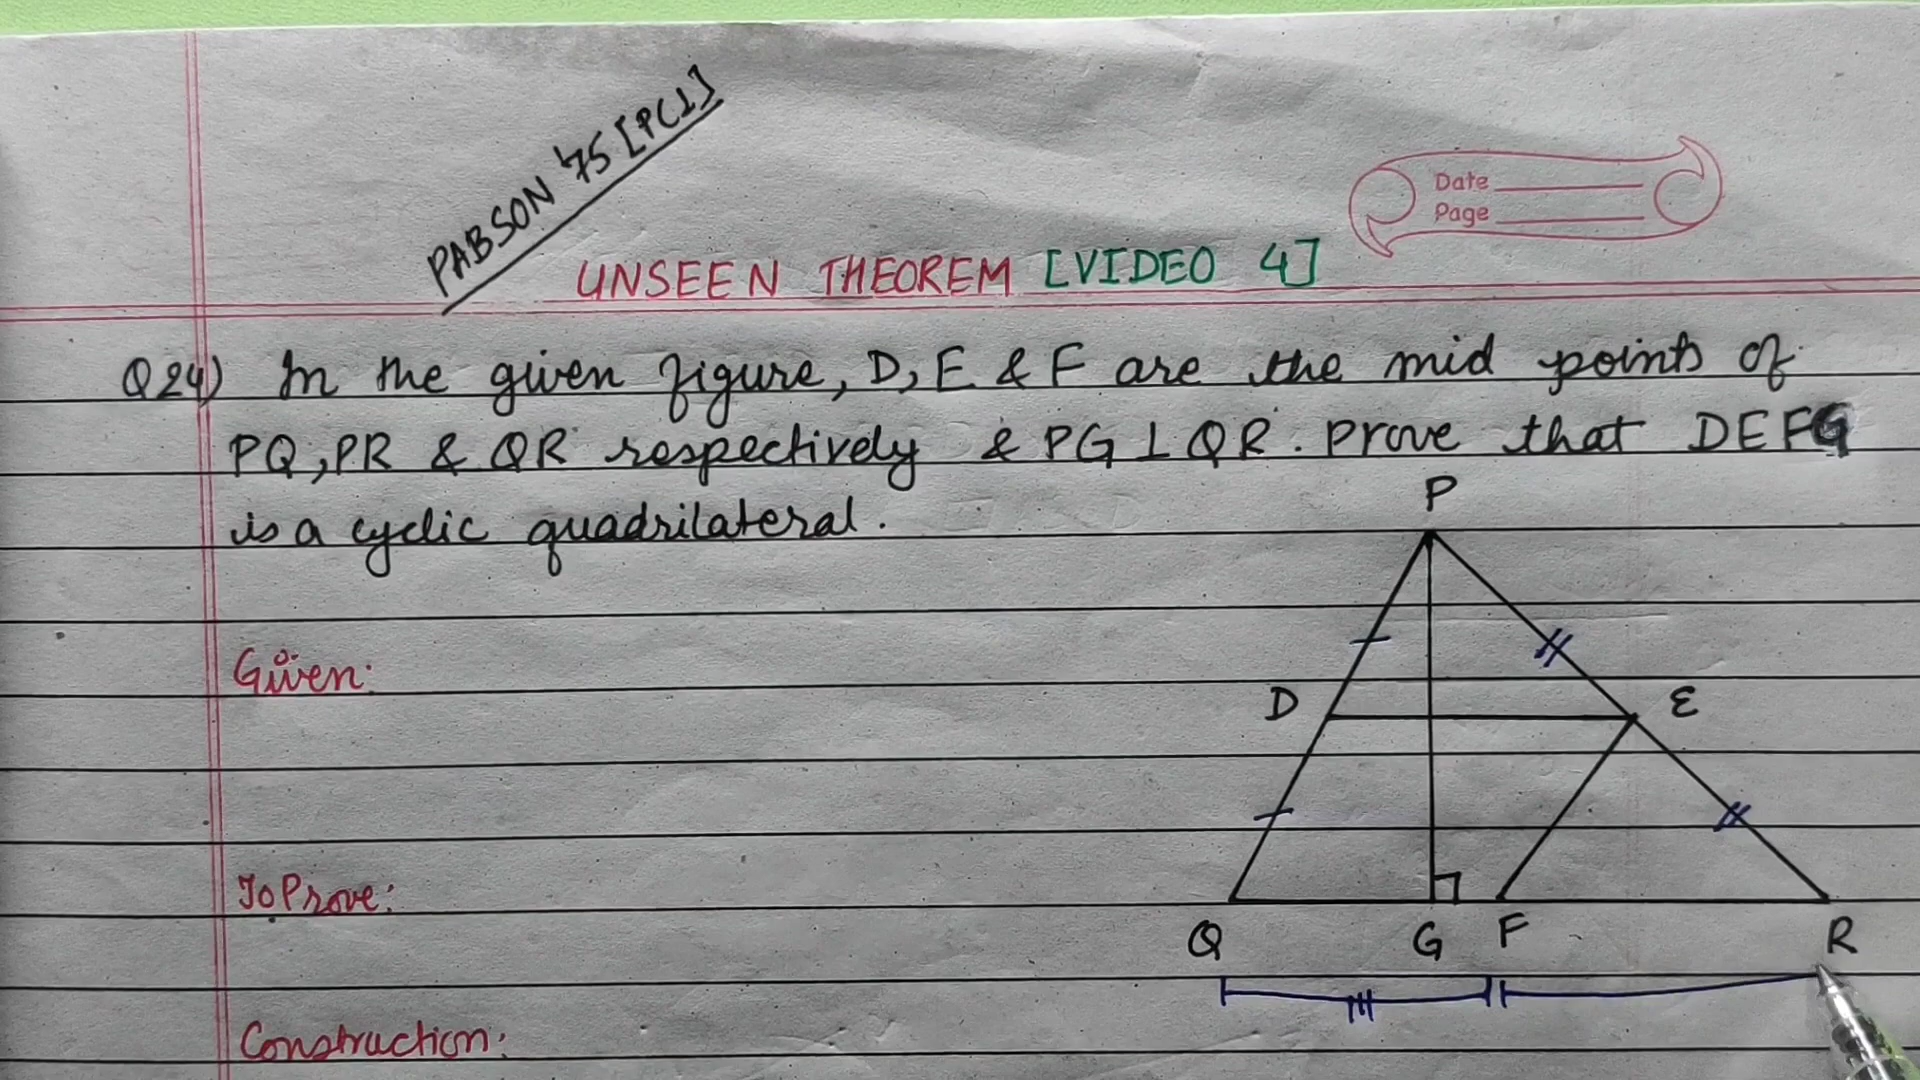 PABSON '75 [PCL]
Date
Page
UNSEEN THEOREM [VIDEO 4]
Q24) In the given figure, D, E & F are the mid points of
PQ, PR & QR respectively & PG ⊥ QR. Prove that DEFG
is a cyclic quadrilateral.
P
Given:
D E
To Prove:
Q G F R
Construction: